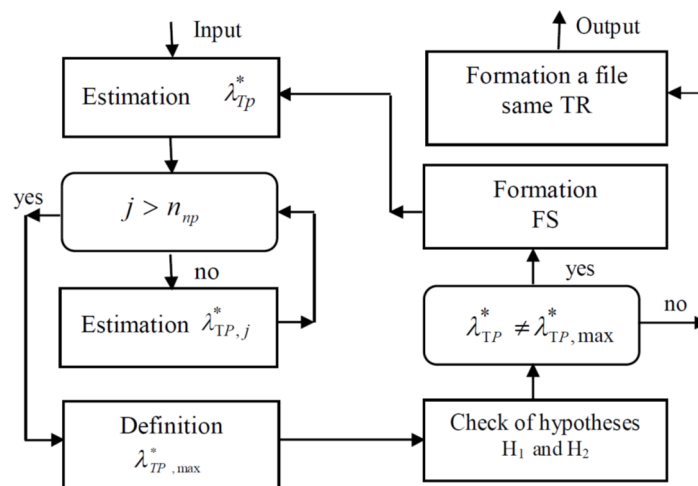 Input
Estimation λ*Tp
yes
j > nnp
no
Estimation λ*TP, j
Definition
λ*TP ,max
Output
Formation a file
same TR
Formation
FS
yes
λ*TP ≠ λ*TP, max
no
Check of hypotheses
H1 and H2